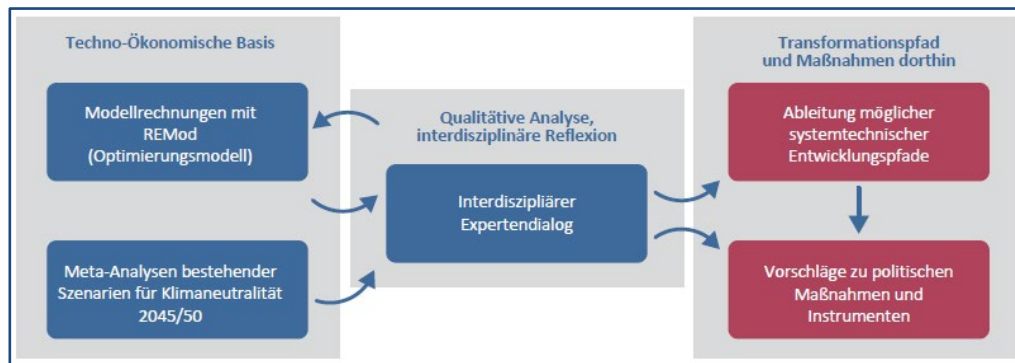 Techno-Ökonomische Basis
Modellrechnungen mit
REMod
(Optimierungsmodell)
Meta-Analysen bestehender
Szenarien für Klimaneutralität
2045/50
Qualitätive Analyse,
interdisziplinäre Reflexion
Interdiszipliärer
Expertendialog
Transformationspfad
und Maßnahmen dorthin
Ableitung möglicher
systemtechnischer
Entwicklungspfade
Vorschläge zu politischen
Maßnahmen und
Instrumenten